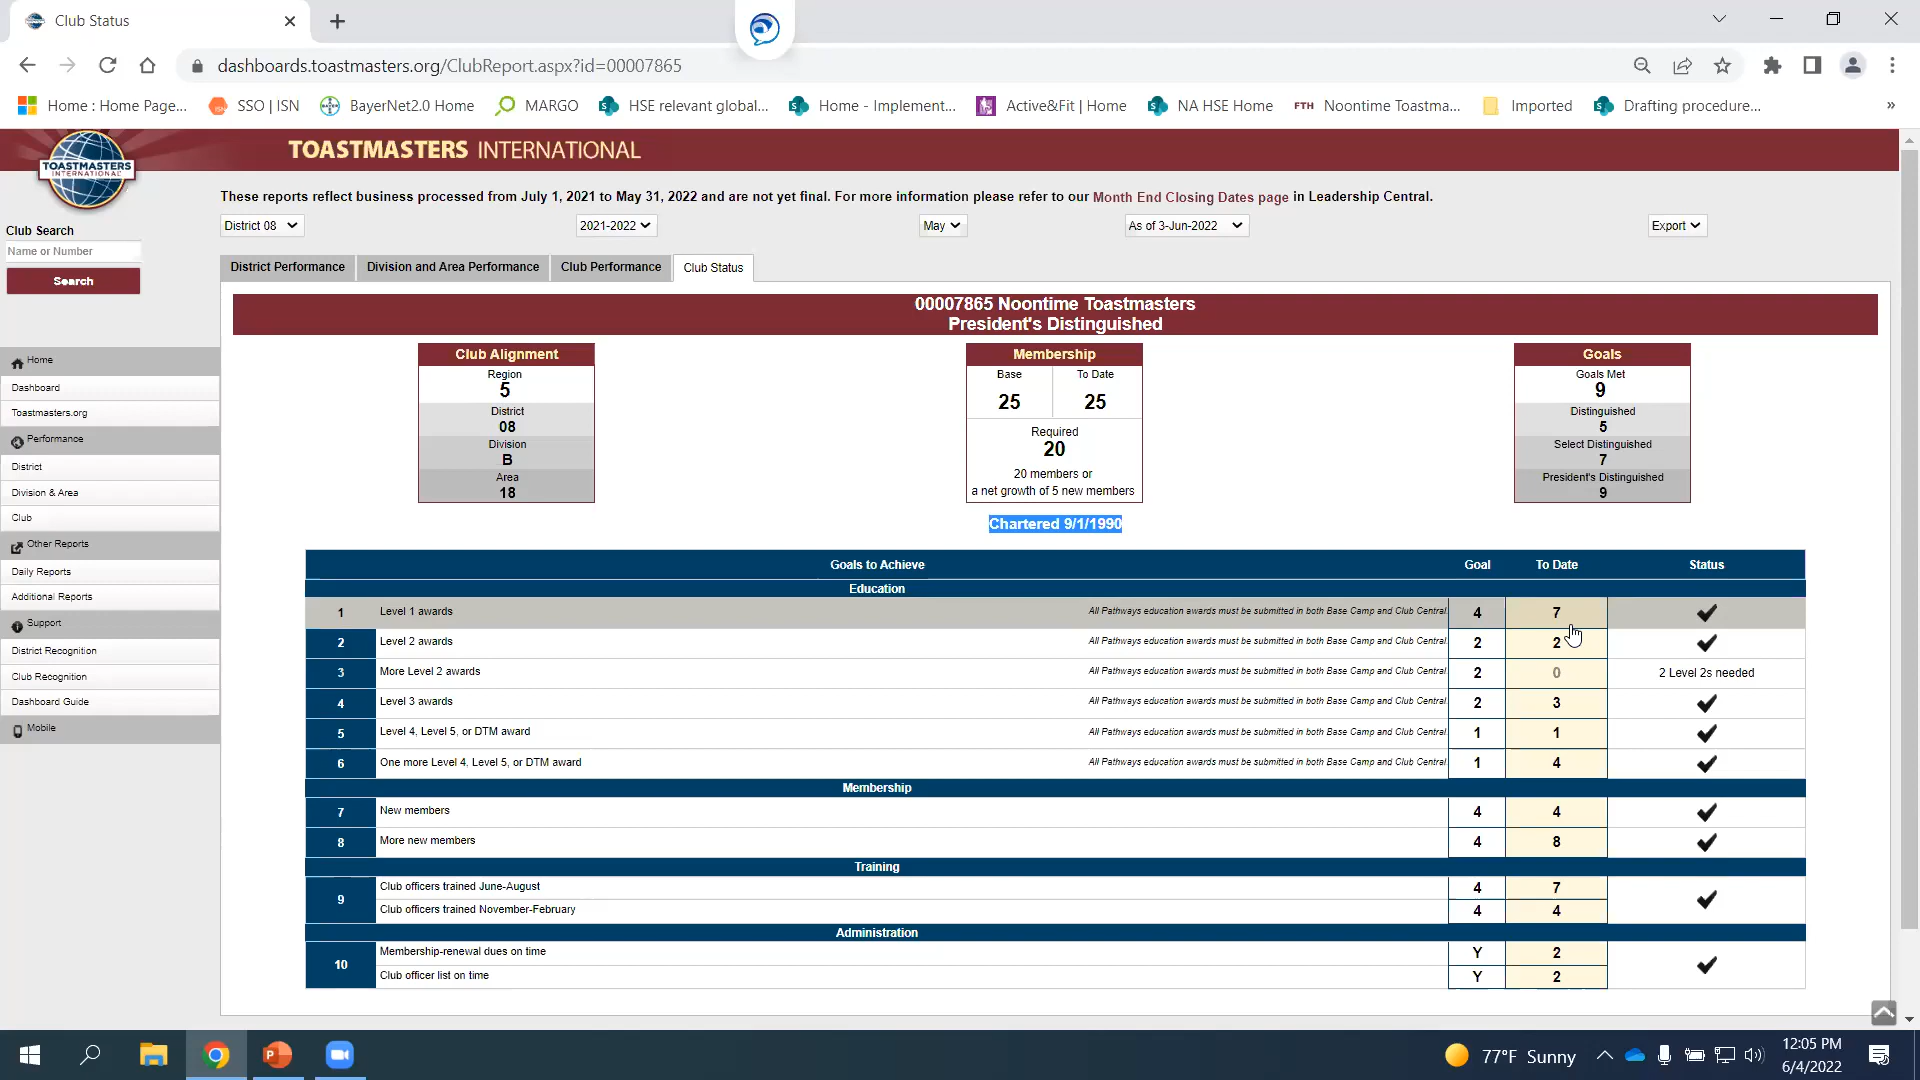 Club Status
dashboards.toastmasters.org/ClubReport.aspx?id=00007865
Home : Home Page...
SSO | ISN
BayerNet2.0 Home
MARGO
HSE relevant global...
Home - Implement...
Active&Fit | Home
NA HSE Home
FTH Noontime Toastma...
Imported
Drafting procedure...
»
TOASTMASTERS INTERNATIONAL
TOASTMASTERS
INTERNATIONAL
These reports reflect business processed from July 1, 2021 to May 31, 2022 and are not yet final. For more information please refer to our Month End Closing Dates page in Leadership Central.
District 08
2021-2022
May
As of 3-Jun-2022
Export
Club Search
Name or Number
Search
Home
Dashboard
Toastmasters.org
Performance
District
Division & Area
Club
Other Reports
Daily Reports
Additional Reports
Support
District Recognition
Club Recognition
Dashboard Guide
Mobile
District Performance
Division and Area Performance
Club Performance
Club Status
00007865 Noontime Toastmasters
President's Distinguished
Club Alignment
Region
5
District
08
Division
B
Area
18
Membership
Base To Date
25 25
Required
20
20 members or
a net growth of 5 new members
Goals
Goals Met
9
Distinguished
5
Select Distinguished
7
President's Distinguished
9
Chartered 9/1/1990
Goals to Achieve Goal To Date Status
Education
1 Level 1 awards All Pathways education awards must be submitted in both Base Camp and Club Central. 4 7
2 Level 2 awards All Pathways education awards must be submitted in both Base Camp and Club Central. 2 2
3 More Level 2 awards All Pathways education awards must be submitted in both Base Camp and Club Central. 2 0 2 Level 2s needed
4 Level 3 awards All Pathways education awards must be submitted in both Base Camp and Club Central. 2 3
5 Level 4, Level 5, or DTM award All Pathways education awards must be submitted in both Base Camp and Club Central. 1 1
6 One more Level 4, Level 5, or DTM award All Pathways education awards must be submitted in both Base Camp and Club Central. 1 4
Membership
7 New members 4 4
8 More new members 4 8
Training
9
Club officers trained June-August 4 7
Club officers trained November-February 4 4
Administration
10
Membership-renewal dues on time Y 2
Club officer list on time Y 2
77°F Sunny
12:05 PM
6/4/2022